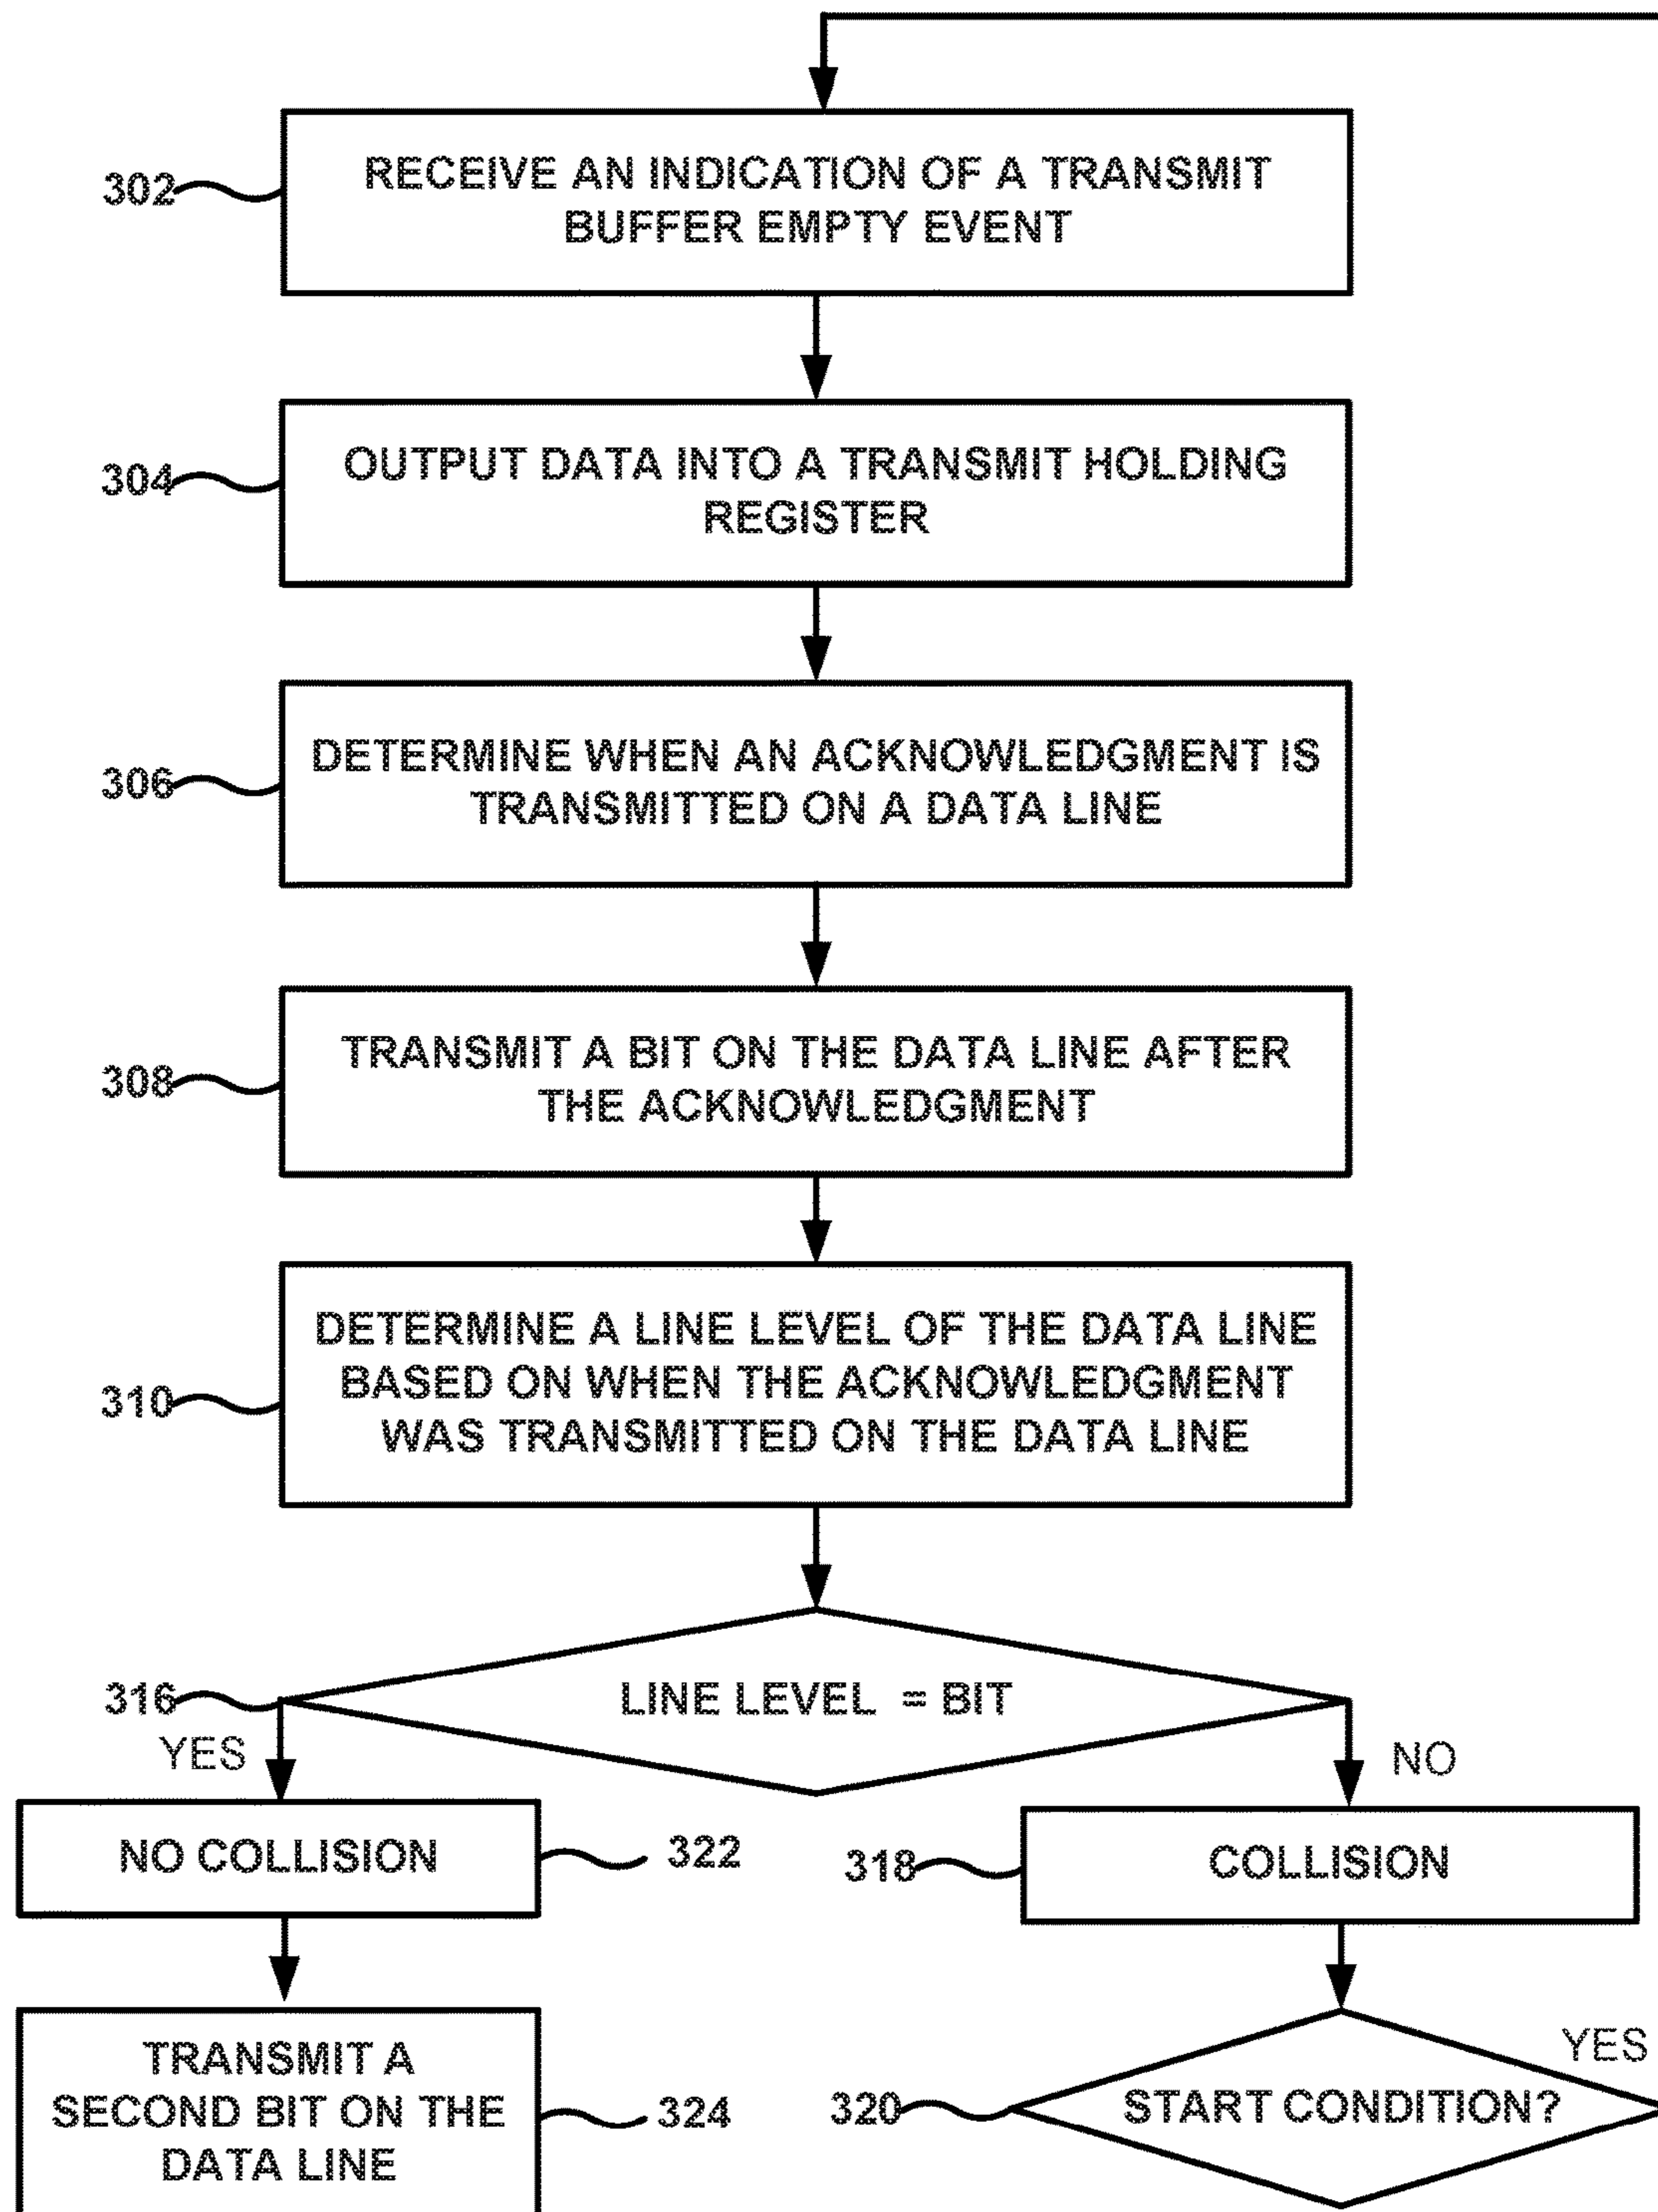 302
RECEIVE AN INDICATION OF A TRANSMIT
BUFFER EMPTY EVENT
304
OUTPUT DATA INTO A TRANSMIT HOLDING
REGISTER
306
DETERMINE WHEN AN ACKNOWLEDGMENT IS
TRANSMITTED ON A DATA LINE
308
TRANSMIT A BIT ON THE DATA LINE AFTER
THE ACKNOWLEDGMENT
310
DETERMINE A LINE LEVEL OF THE DATA LINE
BASED ON WHEN THE ACKNOWLEDGMENT
WAS TRANSMITTED ON THE DATA LINE
316
LINE LEVEL = BIT
YES
NO
NO COLLISION
322
318
COLLISION
TRANSMIT A
SECOND BIT ON THE
DATA LINE
324
320
START CONDITION?
YES